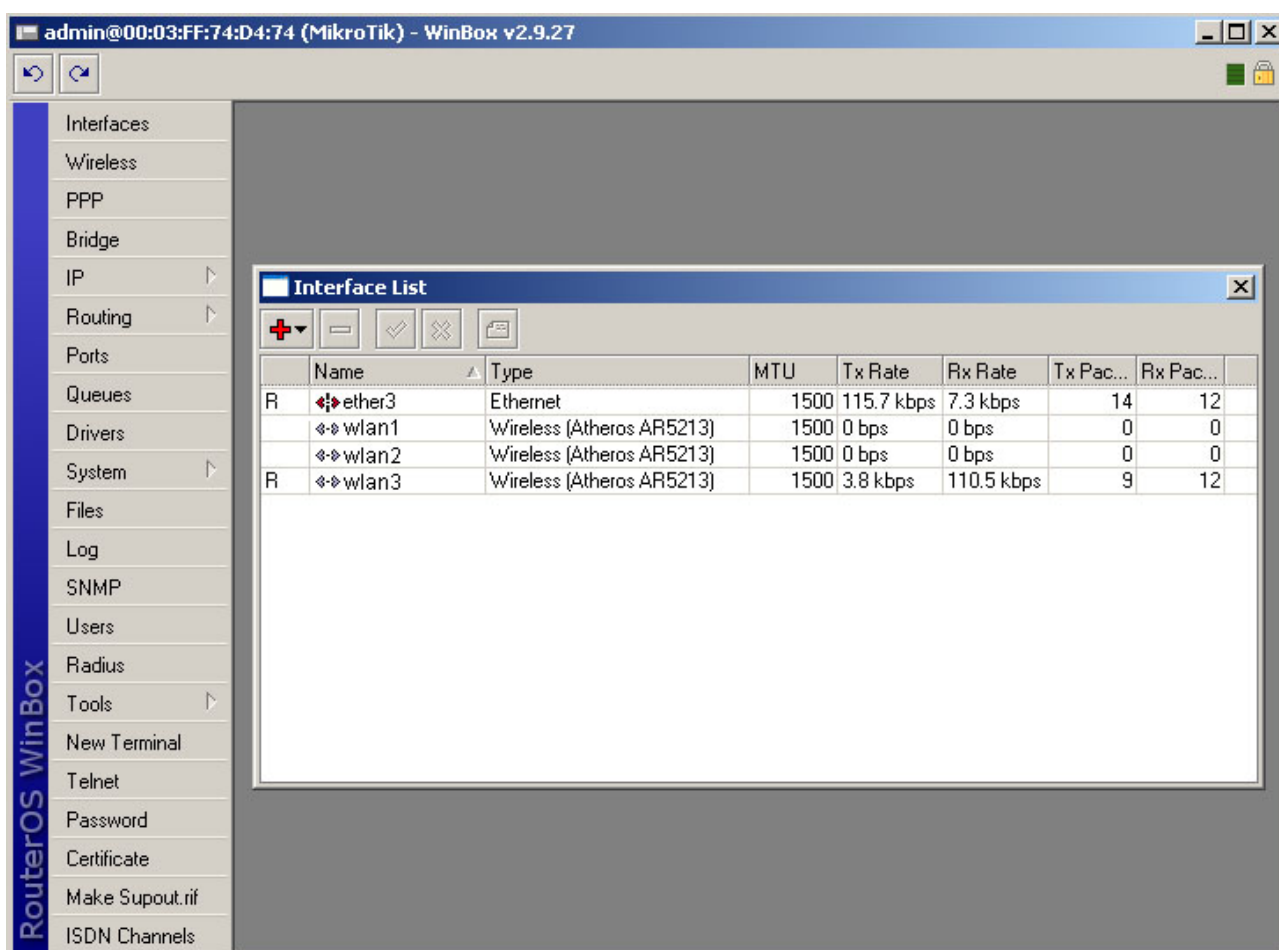 admin@00:03:FF:74:D4:74 (MikroTik) - WinBox v2.9.27
Interfaces
Wireless
PPP
Bridge
IP
Routing
Ports
Queues
Drivers
System
Files
Log
SNMP
Users
Radius
Tools
New Terminal
Telnet
Password
Certificate
Make Supout.rif
ISDN Channels
RouterOS WinBox
Interface List
Name Type MTU Tx Rate Rx Rate Tx Pac... Rx Pac...
R ether3 Ethernet 1500 115.7 kbps 7.3 kbps 14 12
wlan1 Wireless (Atheros AR5213) 1500 0 bps 0 bps 0 0
wlan2 Wireless (Atheros AR5213) 1500 0 bps 0 bps 0 0
R wlan3 Wireless (Atheros AR5213) 1500 3.8 kbps 110.5 kbps 9 12